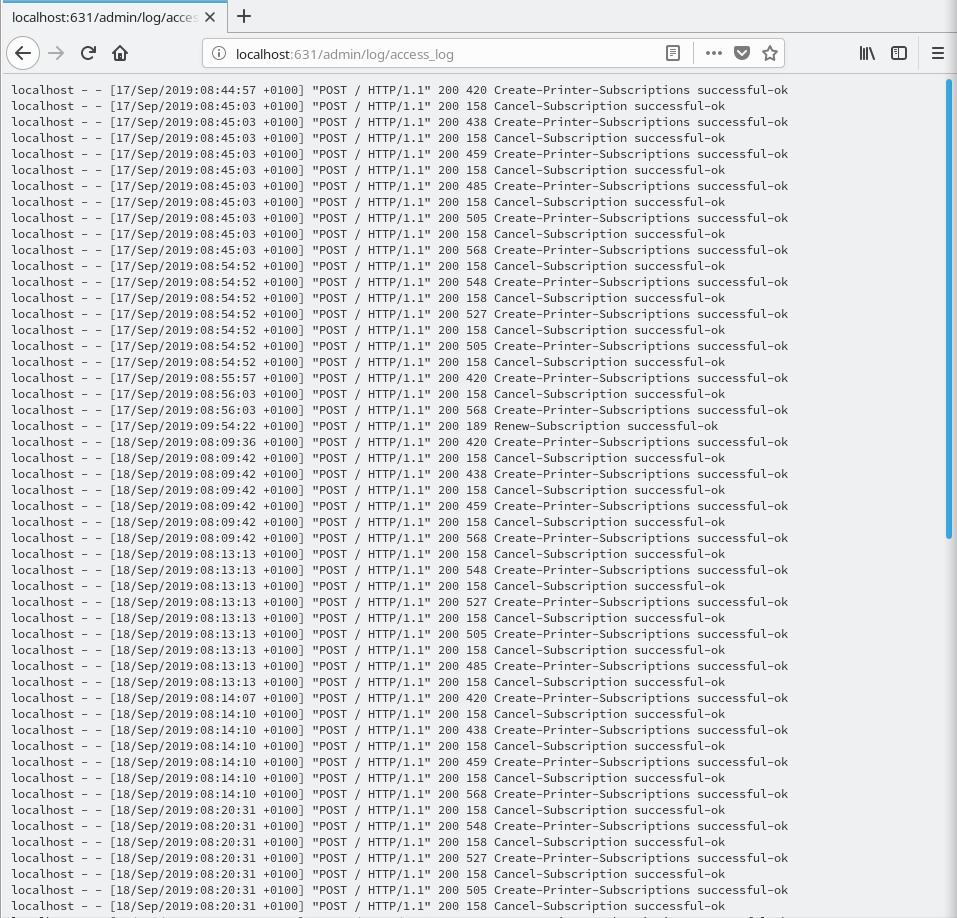 localhost:631/admin/log/acces
localhost:631/admin/log/access_log
localhost - - [17/Sep/2019:08:44:57 +0100] "POST / HTTP/1.1" 200 420 Create-Printer-Subscriptions successful-ok
localhost - - [17/Sep/2019:08:45:03 +0100] "POST / HTTP/1.1" 200 158 Cancel-Subscription successful-ok
localhost - - [17/Sep/2019:08:45:03 +0100] "POST / HTTP/1.1" 200 438 Create-Printer-Subscriptions successful-ok
localhost - - [17/Sep/2019:08:45:03 +0100] "POST / HTTP/1.1" 200 158 Cancel-Subscription successful-ok
localhost - - [17/Sep/2019:08:45:03 +0100] "POST / HTTP/1.1" 200 459 Create-Printer-Subscriptions successful-ok
localhost - - [17/Sep/2019:08:45:03 +0100] "POST / HTTP/1.1" 200 158 Cancel-Subscription successful-ok
localhost - - [17/Sep/2019:08:45:03 +0100] "POST / HTTP/1.1" 200 485 Create-Printer-Subscriptions successful-ok
localhost - - [17/Sep/2019:08:45:03 +0100] "POST / HTTP/1.1" 200 158 Cancel-Subscription successful-ok
localhost - - [17/Sep/2019:08:45:03 +0100] "POST / HTTP/1.1" 200 505 Create-Printer-Subscriptions successful-ok
localhost - - [17/Sep/2019:08:45:03 +0100] "POST / HTTP/1.1" 200 158 Cancel-Subscription successful-ok
localhost - - [17/Sep/2019:08:45:03 +0100] "POST / HTTP/1.1" 200 568 Create-Printer-Subscriptions successful-ok
localhost - - [17/Sep/2019:08:54:52 +0100] "POST / HTTP/1.1" 200 158 Cancel-Subscription successful-ok
localhost - - [17/Sep/2019:08:54:52 +0100] "POST / HTTP/1.1" 200 548 Create-Printer-Subscriptions successful-ok
localhost - - [17/Sep/2019:08:54:52 +0100] "POST / HTTP/1.1" 200 158 Cancel-Subscription successful-ok
localhost - - [17/Sep/2019:08:54:52 +0100] "POST / HTTP/1.1" 200 527 Create-Printer-Subscriptions successful-ok
localhost - - [17/Sep/2019:08:54:52 +0100] "POST / HTTP/1.1" 200 158 Cancel-Subscription successful-ok
localhost - - [17/Sep/2019:08:54:52 +0100] "POST / HTTP/1.1" 200 505 Create-Printer-Subscriptions successful-ok
localhost - - [17/Sep/2019:08:54:52 +0100] "POST / HTTP/1.1" 200 158 Cancel-Subscription successful-ok
localhost - - [17/Sep/2019:08:55:57 +0100] "POST / HTTP/1.1" 200 420 Create-Printer-Subscriptions successful-ok
localhost - - [17/Sep/2019:08:56:03 +0100] "POST / HTTP/1.1" 200 158 Cancel-Subscription successful-ok
localhost - - [17/Sep/2019:08:56:03 +0100] "POST / HTTP/1.1" 200 568 Create-Printer-Subscriptions successful-ok
localhost - - [17/Sep/2019:09:54:22 +0100] "POST / HTTP/1.1" 200 189 Renew-Subscription successful-ok
localhost - - [18/Sep/2019:08:09:36 +0100] "POST / HTTP/1.1" 200 420 Create-Printer-Subscriptions successful-ok
localhost - - [18/Sep/2019:08:09:42 +0100] "POST / HTTP/1.1" 200 158 Cancel-Subscription successful-ok
localhost - - [18/Sep/2019:08:09:42 +0100] "POST / HTTP/1.1" 200 438 Create-Printer-Subscriptions successful-ok
localhost - - [18/Sep/2019:08:09:42 +0100] "POST / HTTP/1.1" 200 158 Cancel-Subscription successful-ok
localhost - - [18/Sep/2019:08:09:42 +0100] "POST / HTTP/1.1" 200 459 Create-Printer-Subscriptions successful-ok
localhost - - [18/Sep/2019:08:09:42 +0100] "POST / HTTP/1.1" 200 158 Cancel-Subscription successful-ok
localhost - - [18/Sep/2019:08:09:42 +0100] "POST / HTTP/1.1" 200 568 Create-Printer-Subscriptions successful-ok
localhost - - [18/Sep/2019:08:13:13 +0100] "POST / HTTP/1.1" 200 158 Cancel-Subscription successful-ok
localhost - - [18/Sep/2019:08:13:13 +0100] "POST / HTTP/1.1" 200 548 Create-Printer-Subscriptions successful-ok
localhost - - [18/Sep/2019:08:13:13 +0100] "POST / HTTP/1.1" 200 158 Cancel-Subscription successful-ok
localhost - - [18/Sep/2019:08:13:13 +0100] "POST / HTTP/1.1" 200 527 Create-Printer-Subscriptions successful-ok
localhost - - [18/Sep/2019:08:13:13 +0100] "POST / HTTP/1.1" 200 158 Cancel-Subscription successful-ok
localhost - - [18/Sep/2019:08:13:13 +0100] "POST / HTTP/1.1" 200 505 Create-Printer-Subscriptions successful-ok
localhost - - [18/Sep/2019:08:13:13 +0100] "POST / HTTP/1.1" 200 158 Cancel-Subscription successful-ok
localhost - - [18/Sep/2019:08:13:13 +0100] "POST / HTTP/1.1" 200 485 Create-Printer-Subscriptions successful-ok
localhost - - [18/Sep/2019:08:13:13 +0100] "POST / HTTP/1.1" 200 158 Cancel-Subscription successful-ok
localhost - - [18/Sep/2019:08:14:07 +0100] "POST / HTTP/1.1" 200 420 Create-Printer-Subscriptions successful-ok
localhost - - [18/Sep/2019:08:14:10 +0100] "POST / HTTP/1.1" 200 158 Cancel-Subscription successful-ok
localhost - - [18/Sep/2019:08:14:10 +0100] "POST / HTTP/1.1" 200 438 Create-Printer-Subscriptions successful-ok
localhost - - [18/Sep/2019:08:14:10 +0100] "POST / HTTP/1.1" 200 158 Cancel-Subscription successful-ok
localhost - - [18/Sep/2019:08:14:10 +0100] "POST / HTTP/1.1" 200 459 Create-Printer-Subscriptions successful-ok
localhost - - [18/Sep/2019:08:14:10 +0100] "POST / HTTP/1.1" 200 158 Cancel-Subscription successful-ok
localhost - - [18/Sep/2019:08:14:10 +0100] "POST / HTTP/1.1" 200 568 Create-Printer-Subscriptions successful-ok
localhost - - [18/Sep/2019:08:20:31 +0100] "POST / HTTP/1.1" 200 158 Cancel-Subscription successful-ok
localhost - - [18/Sep/2019:08:20:31 +0100] "POST / HTTP/1.1" 200 548 Create-Printer-Subscriptions successful-ok
localhost - - [18/Sep/2019:08:20:31 +0100] "POST / HTTP/1.1" 200 158 Cancel-Subscription successful-ok
localhost - - [18/Sep/2019:08:20:31 +0100] "POST / HTTP/1.1" 200 527 Create-Printer-Subscriptions successful-ok
localhost - - [18/Sep/2019:08:20:31 +0100] "POST / HTTP/1.1" 200 158 Cancel-Subscription successful-ok
localhost - - [18/Sep/2019:08:20:31 +0100] "POST / HTTP/1.1" 200 505 Create-Printer-Subscriptions successful-ok
localhost - - [18/Sep/2019:08:20:31 +0100] "POST / HTTP/1.1" 200 158 Cancel-Subscription successful-ok